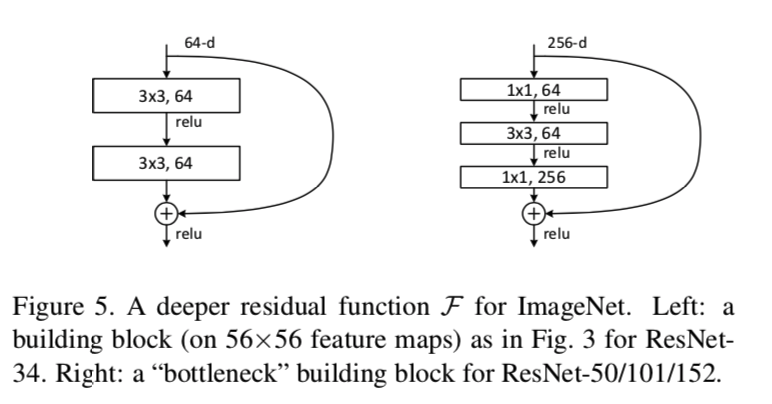 64-d
3x3, 64
relu
3x3, 64
+
relu
256-d
1x1, 64
relu
3x3, 64
relu
1x1, 256
+
relu
Figure 5. A deeper residual function F for ImageNet. Left: a
building block (on 56×56 feature maps) as in Fig. 3 for ResNet-
34. Right: a “bottleneck” building block for ResNet-50/101/152.